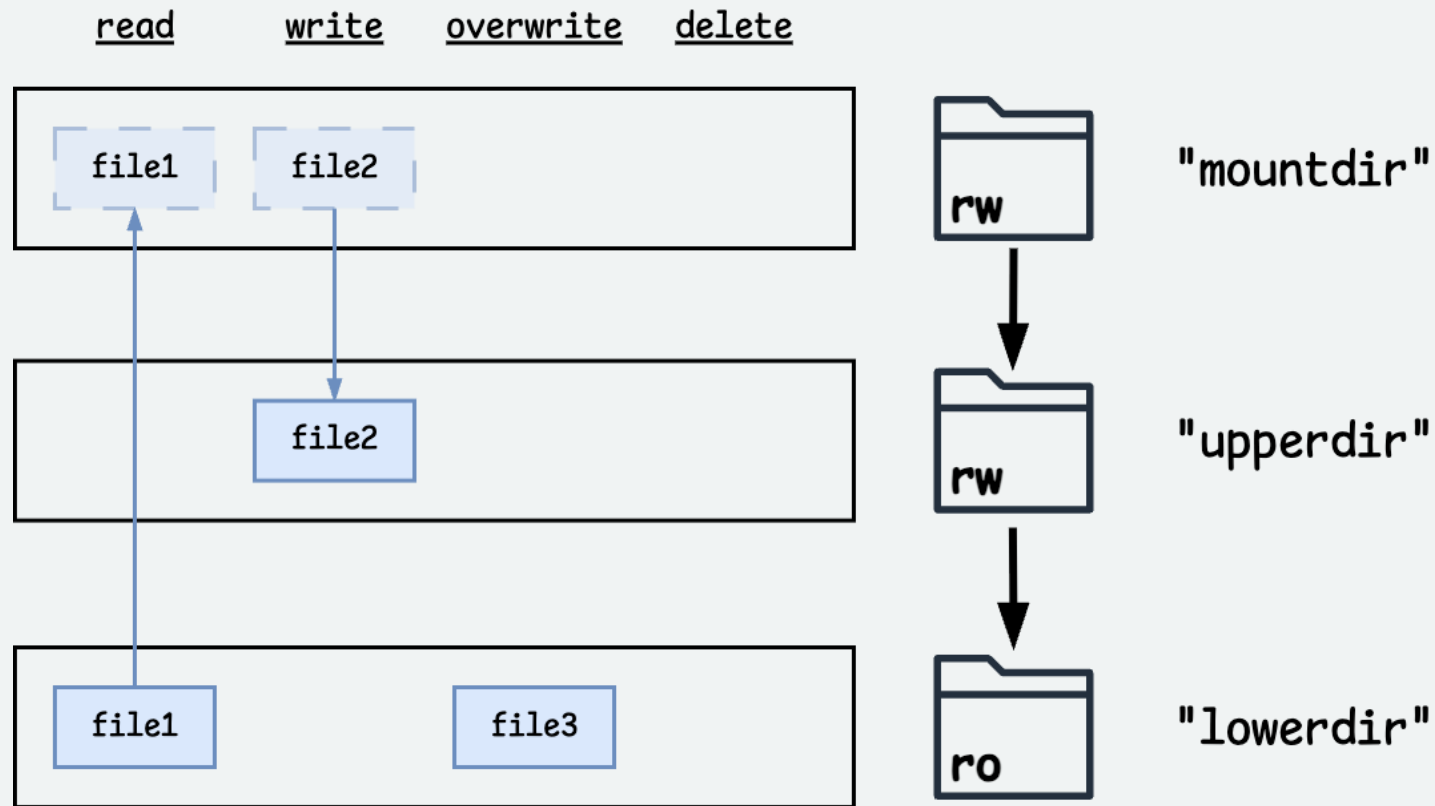 read write overwrite delete
file1 file2
rw
"mountdir"
file2
rw
"upperdir"
file1 file3
ro
"lowerdir"